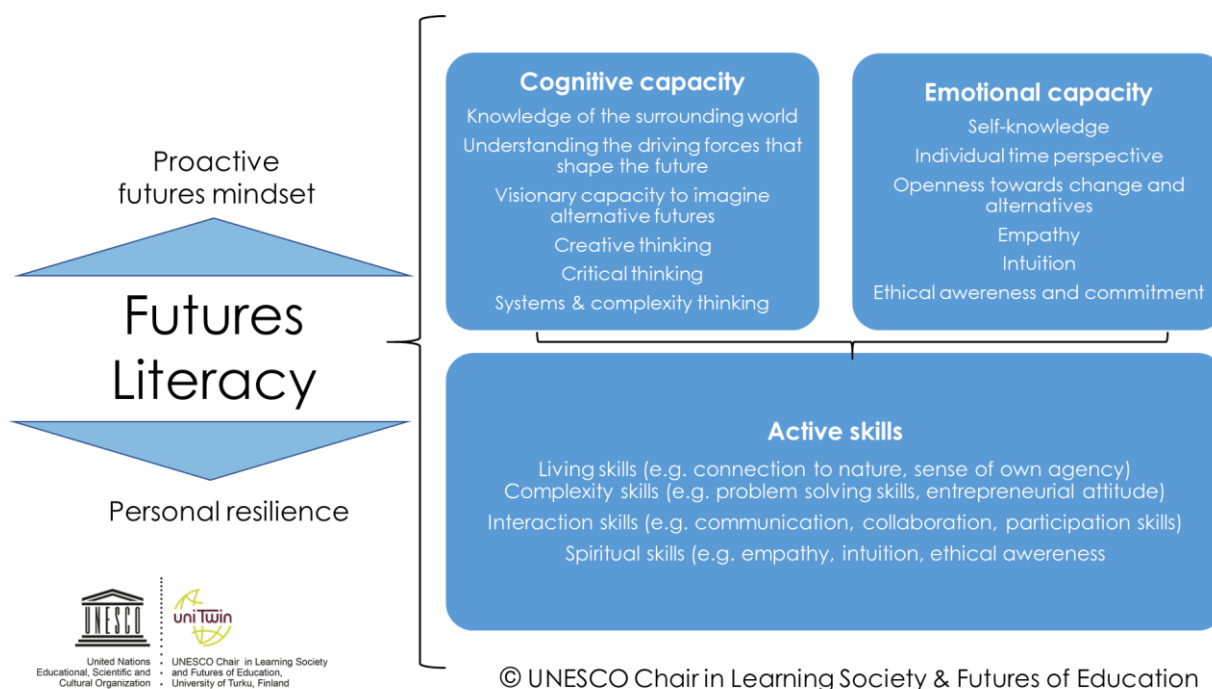 Proactive
futures mindset
Futures
Literacy
Personal resilience
Cognitive capacity
Knowledge of the surrounding world
Understanding the driving forces that
shape the future
Visionary capacity to imagine
alternative futures
Creative thinking
Critical thinking
Systems & complexity thinking
Emotional capacity
Self-knowledge
Individual time perspective
Openness towards change and
alternatives
Empathy
Intuition
Ethical awereness and commitment
Active skills
Living skills (e.g. connection to nature, sense of own agency)
Complexity skills (e.g. problem solving skills, entrepreneurial attitude)
Interaction skills (e.g. communication, collaboration, participation skills)
Spiritual skills (e.g. empathy, intuition, ethical awereness
UNESCO
United Nations
Educational, Scientific and
Cultural Organization
uniTwin
UNESCO Chair in Learning Society
and Futures of Education,
University of Turku, Finland
© UNESCO Chair in Learning Society & Futures of Education